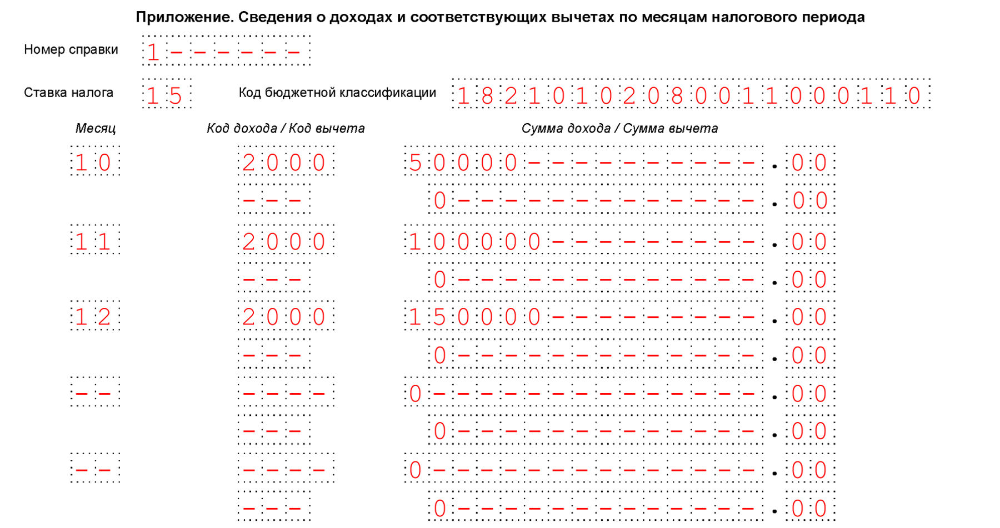 Приложение. Сведения о доходах и соответствующих вычетах по месяцам налогового периода
Номер справки 1------
Ставка налога 15 Код бюджетной классификации 18210102080011000110
Месяц Код дохода / Код вычета Сумма дохода / Сумма вычета
10 2000 50000----------.00
--- 0-------------.00
11 2000 100000---------.00
--- 0-------------.00
12 2000 150000---------.00
--- 0-------------.00
-- ---- 0--------------.00
--- 0-------------.00
-- ---- 0--------------.00
--- 0-------------.00